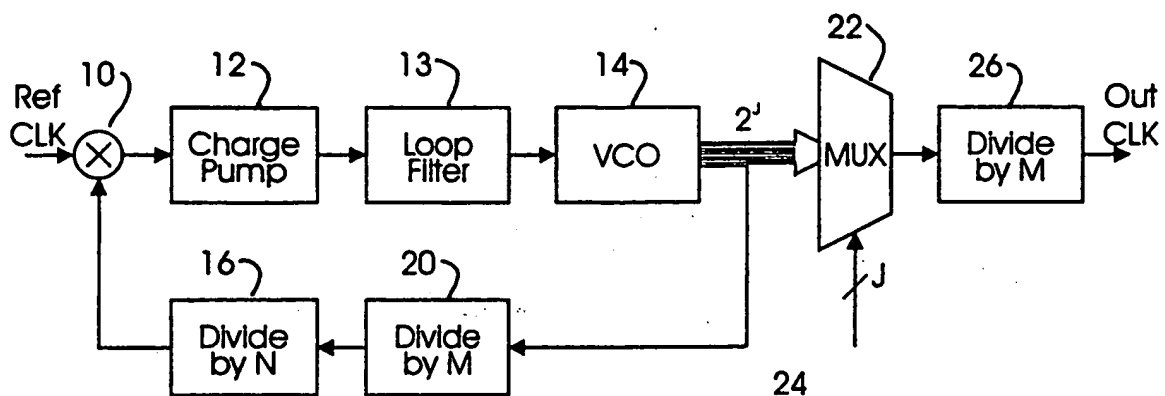 10
12
13
14
22
26
Ref
CLK
Charge
Pump
Loop
Filter
VCO
2^J
MUX
Divide
by M
Out
CLK
J
16
20
Divide
by N
Divide
by M
24